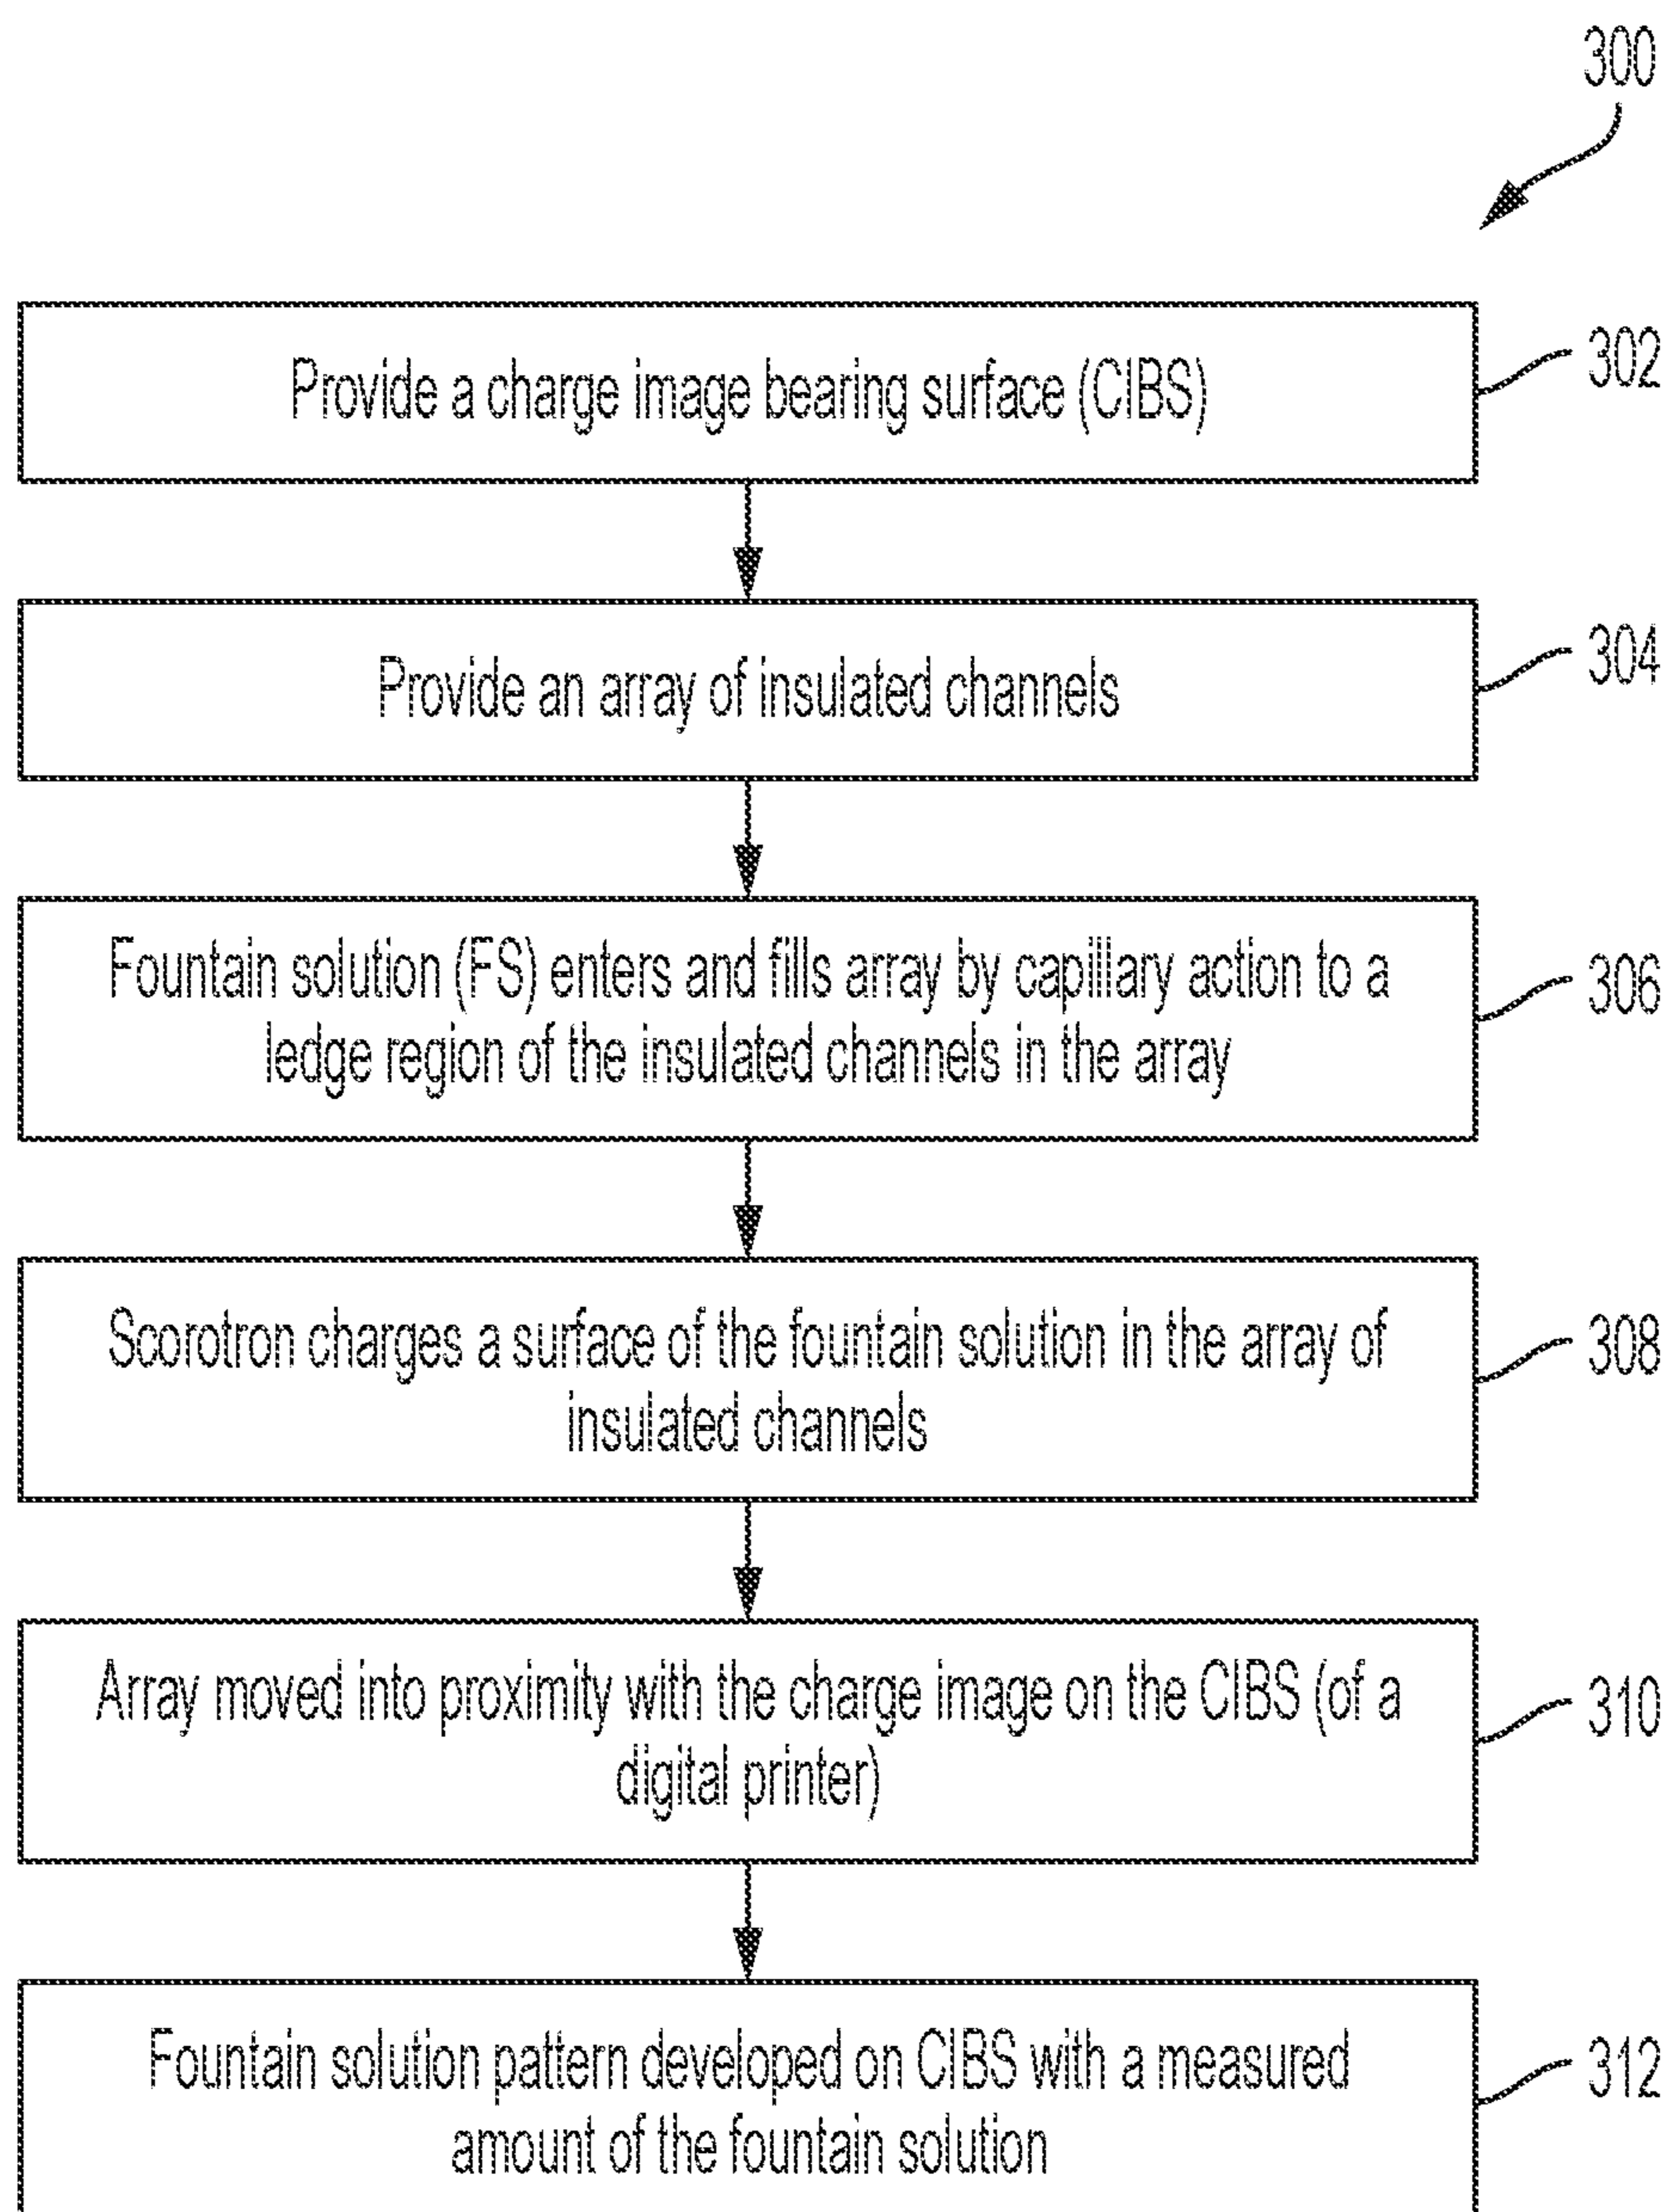 300
Provide a charge image bearing surface (CIBS)
302
Provide an array of insulated channels
304
Fountain solution (FS) enters and fills array by capillary action to a
ledge region of the insulated channels in the array
306
Scorotron charges a surface of the fountain solution in the array of
insulated channels
308
Array moved into proximity with the charge image on the CIBS (of a
digital printer)
310
Fountain solution pattern developed on CIBS with a measured
amount of the fountain solution
312